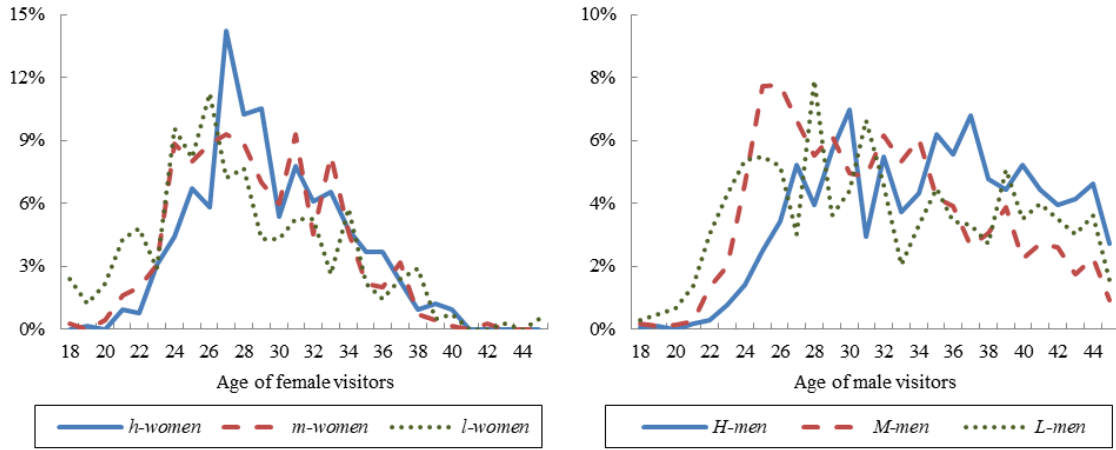 15%
12%
9%
6%
3%
0%
18 20 22 24 26 28 30 32 34 36 38 40 42 44
Age of female visitors
h-women m-women l-women
10%
8%
6%
4%
2%
0%
18 20 22 24 26 28 30 32 34 36 38 40 42 44
Age of male visitors
H-men M-men L-men